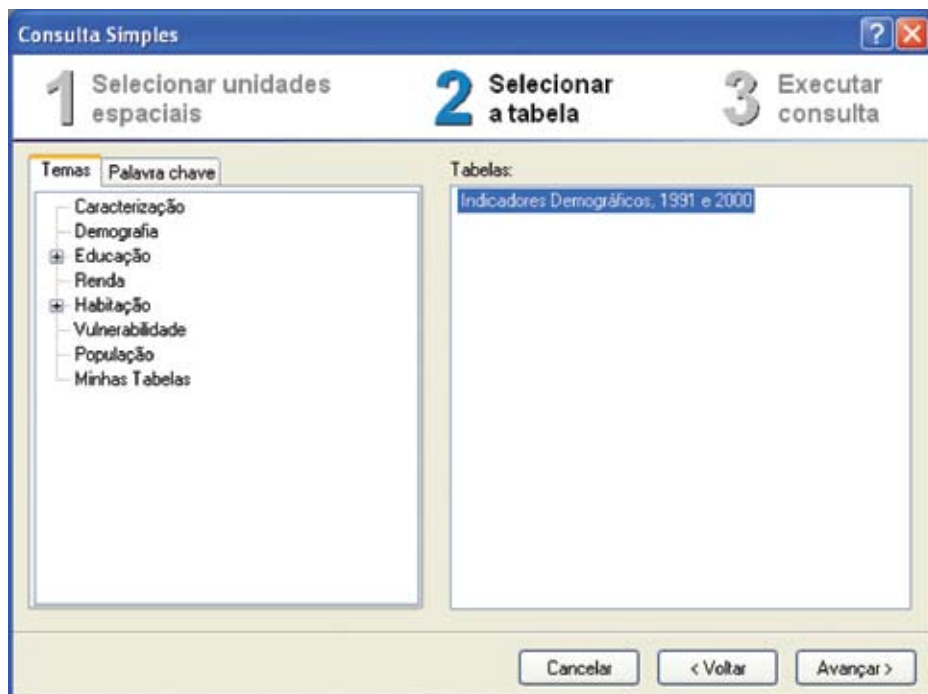 Consulta Simples
1 Selecionar unidades espaciais
2 Selecionar a tabela
3 Executar consulta
Temas
Palavra chave
Caracterização
Demografia
Educação
Renda
Habitação
Vulnerabilidade
População
Minhas Tabelas
Tabelas:
Indicadores Demográficos, 1991 e 2000
Cancelar
< Voltar
Avançar >